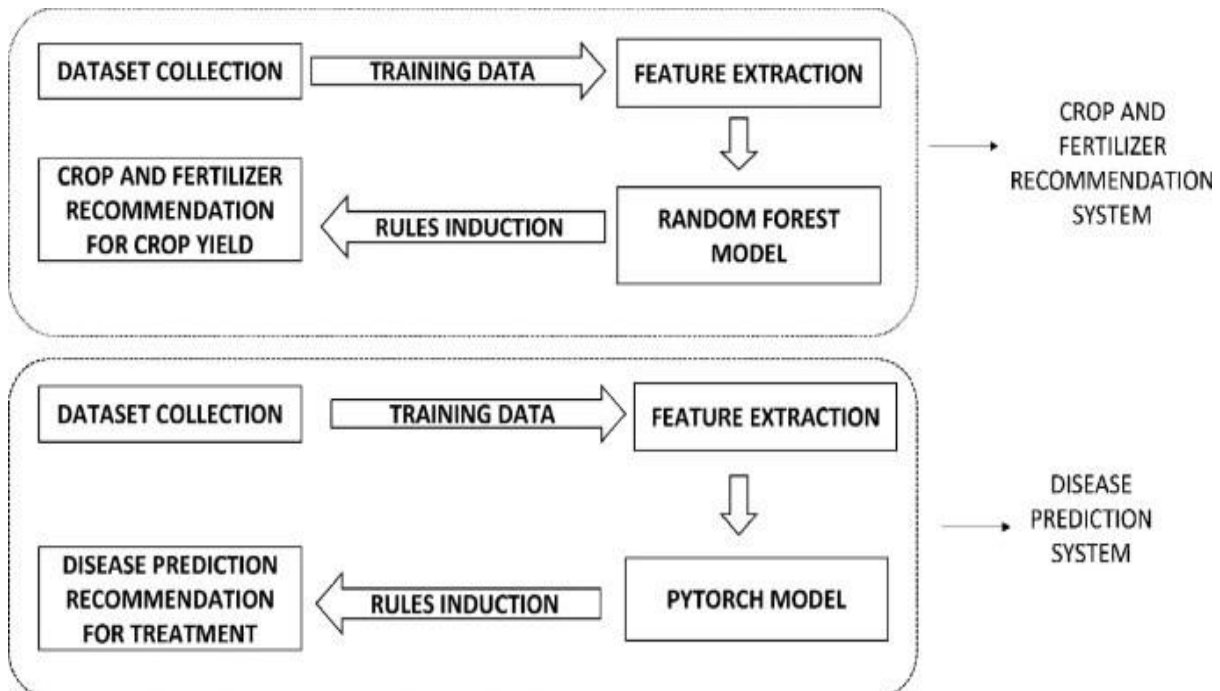 DATASET COLLECTION
TRAINING DATA
FEATURE EXTRACTION
CROP AND FERTILIZER
RECOMMENDATION
FOR CROP YIELD
RULES INDUCTION
RANDOM FOREST
MODEL
CROP AND
FERTILIZER
RECOMMENDATION
SYSTEM
DATASET COLLECTION
TRAINING DATA
FEATURE EXTRACTION
DISEASE PREDICTION
RECOMMENDATION
FOR TREATMENT
RULES INDUCTION
PYTORCH MODEL
DISEASE
PREDICTION
SYSTEM